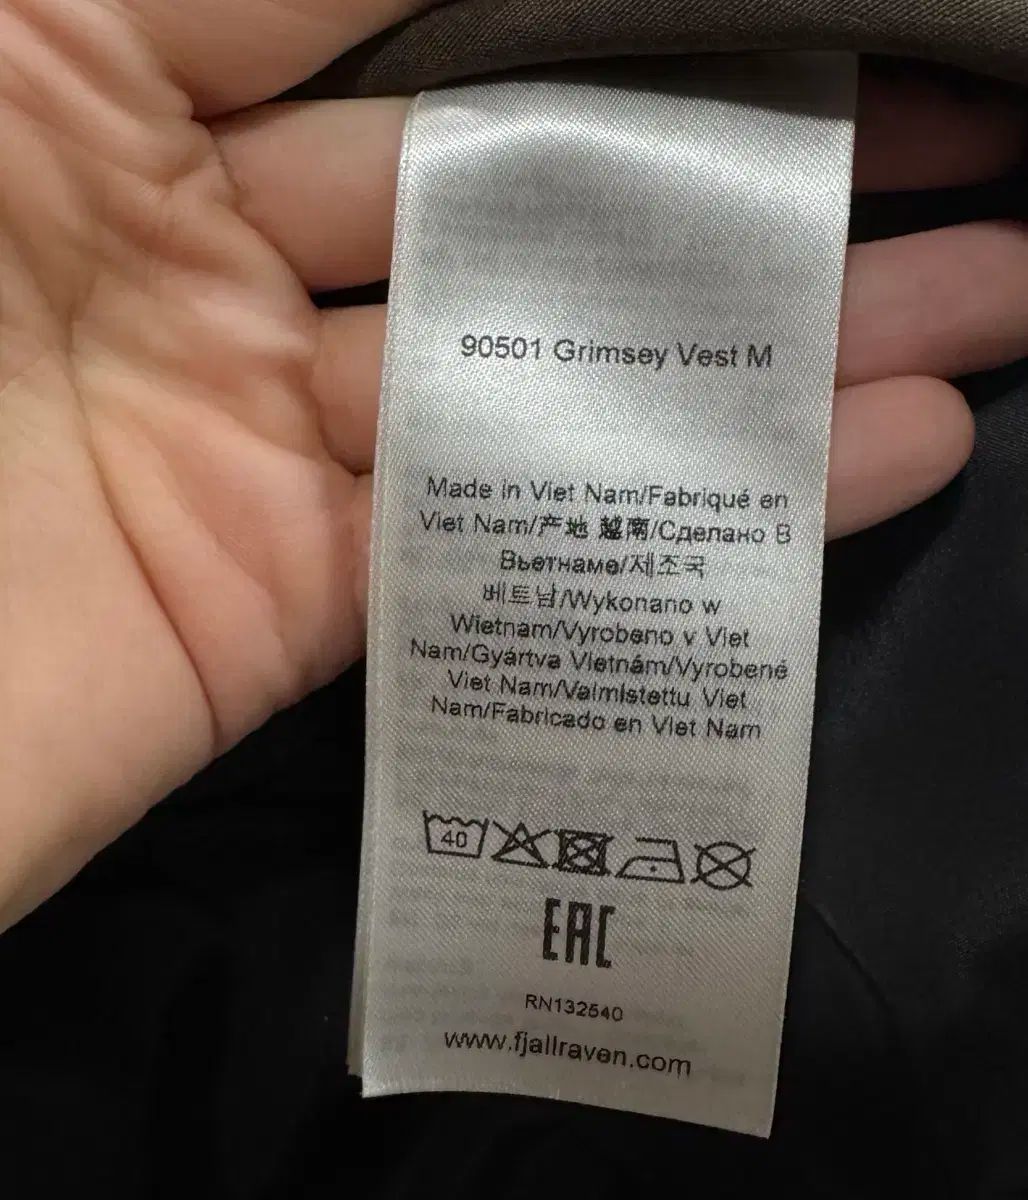 90501 Grimsey Vest M
Made in Viet Nam/Fabriqué en
Viet Nam/产地 越南/Сделано В
Вьетнаме/제조국
베트남/Wykonano w
Wietnam/Vyrobeno v Viet
Nam/Gyártva Vietnám/Vyrobené
Viet Nam/Valmistettu Viet
Nam/Fabricado en Viet Nam
40
EAC
RN132540
www.fjallraven.com